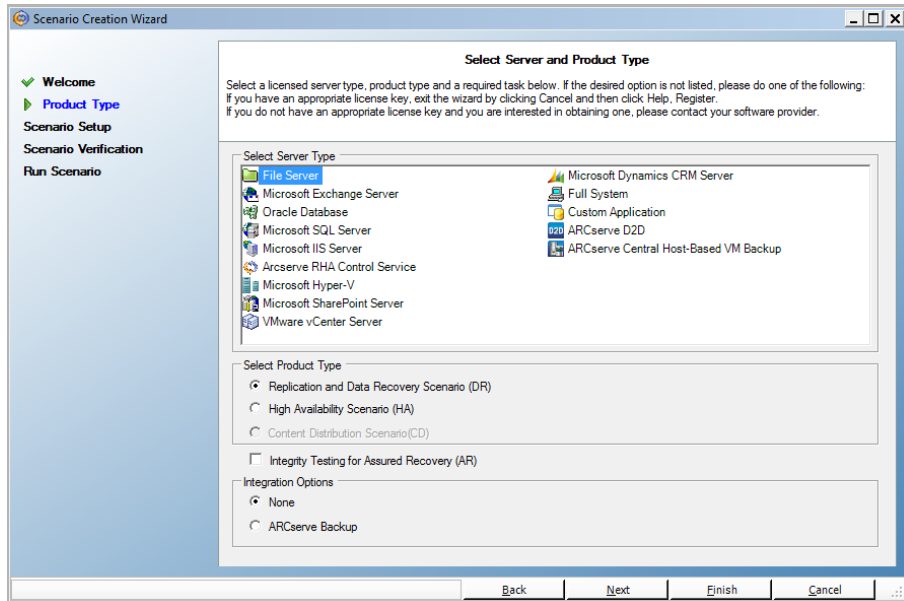 Scenario Creation Wizard
Welcome
Product Type
Scenario Setup
Scenario Verification
Run Scenario
Select Server and Product Type
Select a licensed server type, product type and a required task below. If the desired option is not listed, please do one of the following:
If you have an appropriate license key, exit the wizard by clicking Cancel and then click Help, Register.
If you do not have an appropriate license key and you are interested in obtaining one, please contact your software provider.
Select Server Type
File Server
Microsoft Exchange Server
Oracle Database
Microsoft SQL Server
Microsoft IIS Server
Arcserve RHA Control Service
Microsoft Hyper-V
Microsoft SharePoint Server
VMware vCenter Server
Microsoft Dynamics CRM Server
Full System
Custom Application
D2D ARCserve D2D
ARCserve Central Host-Based VM Backup
Select Product Type
Replication and Data Recovery Scenario (DR)
High Availability Scenario (HA)
Content Distribution Scenario(CD)
Integrity Testing for Assured Recovery (AR)
Integration Options
None
ARCserve Backup
Back Next Finish Cancel